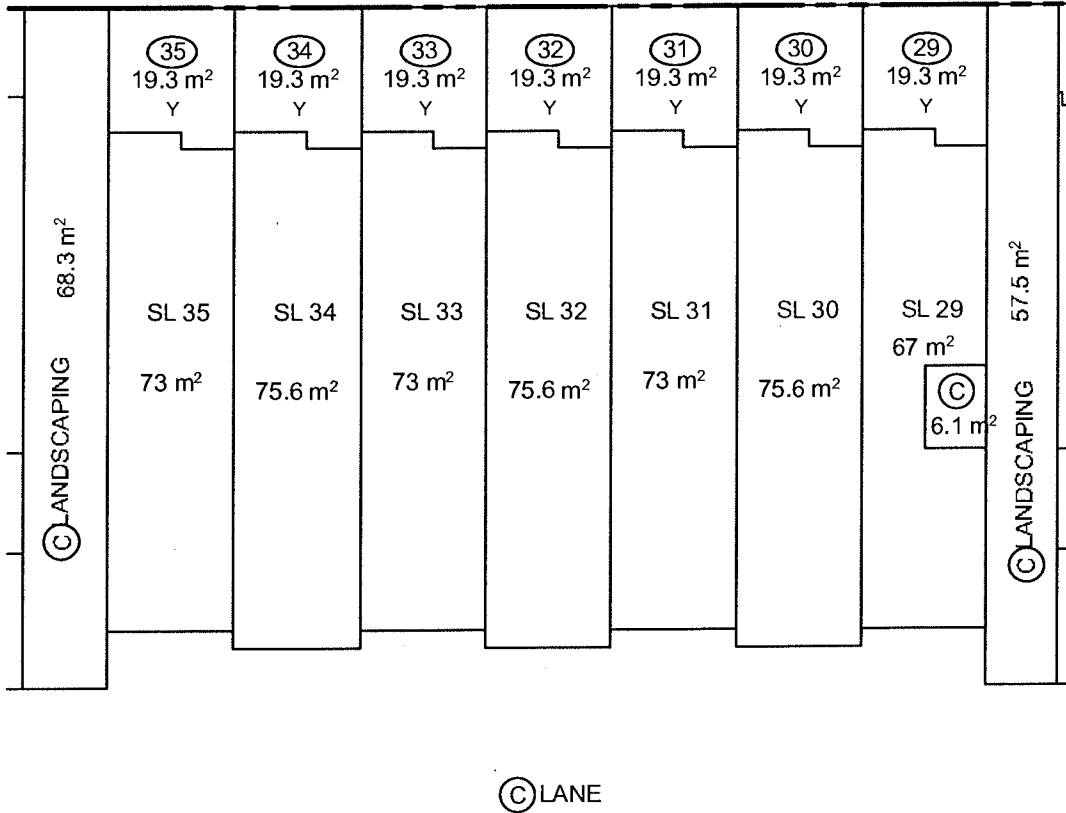 35 34 33 32 31 30 29
19.3 m² 19.3 m² 19.3 m² 19.3 m² 19.3 m² 19.3 m² 19.3 m²
Y Y Y Y Y Y Y
68.3 m²
57.5 m²
SL 35 SL 34 SL 33 SL 32 SL 31 SL 30 SL 29
67 m²
73 m² 75.6 m² 73 m² 75.6 m² 73 m² 75.6 m²
C
6.1 m²
C LANDSCAPING
C LANDSCAPING
C LANE